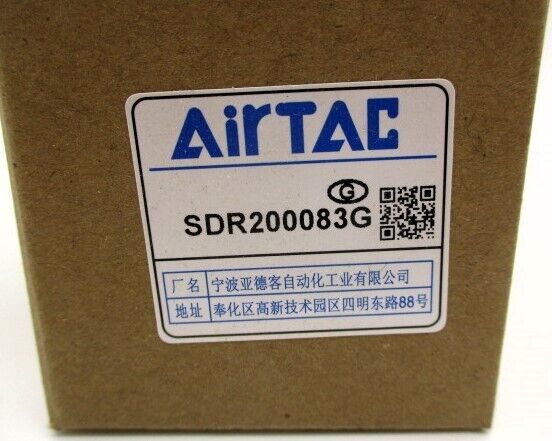 AirTAC
G
SDR200083G
厂名 宁波亚德客自动化工业有限公司
地址 奉化区高新技术园区四明东路88号